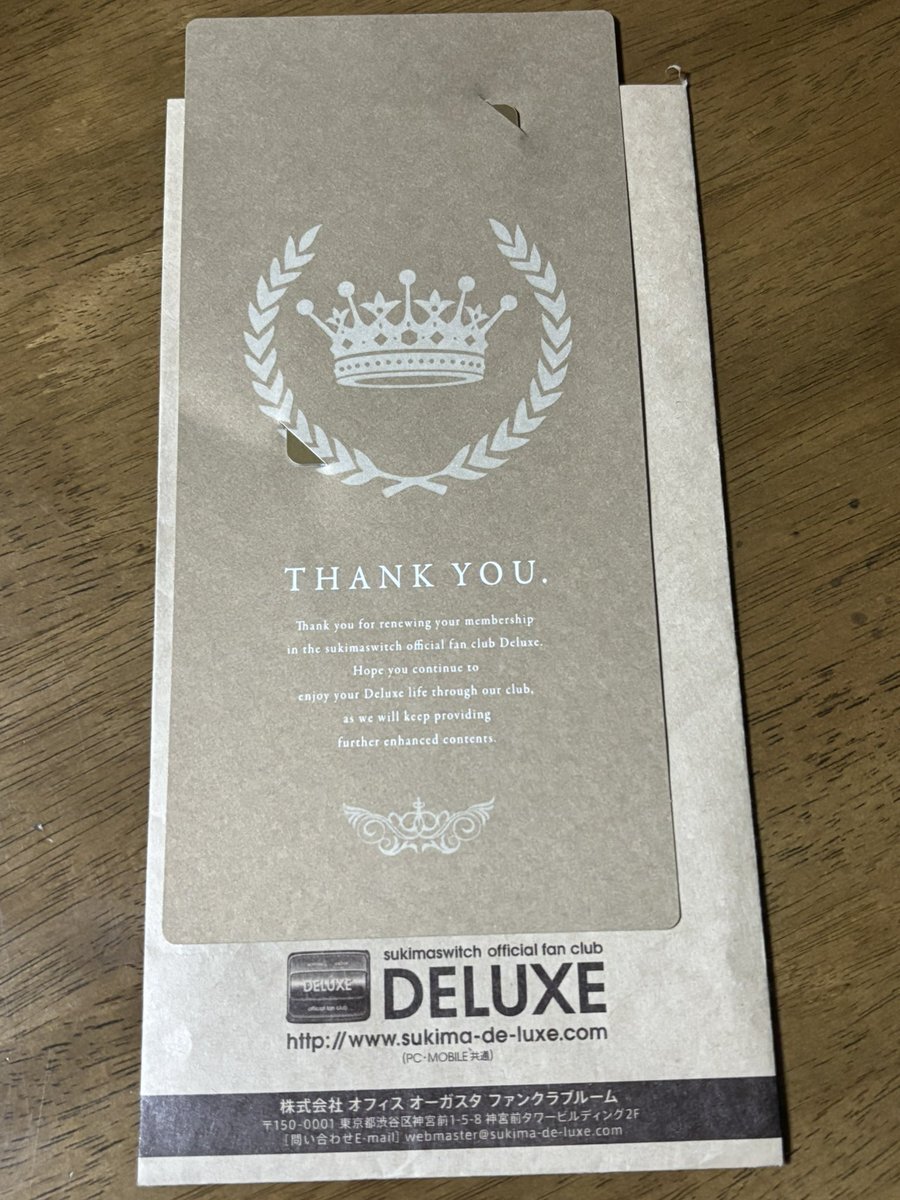 THANK YOU.
Thank you for renewing your membership
in the sukimaswitch official fan club Deluxe.
Hope you continue to
enjoy your Deluxe life through our club,
as we will keep providing
further enhanced contents.
sukimaswitch official fan club
DELUXE
DELUXE
official fan club
http://www.sukima-de-luxe.com
(PC・MOBILE共通)
株式会社 オフィス オーガスタ ファンクラブルーム
〒150-0001 東京都渋谷区神宮前1-5-8 神宮前タワービルディング2F
[問い合わせE-mail] webmaster@sukima-de-luxe.com